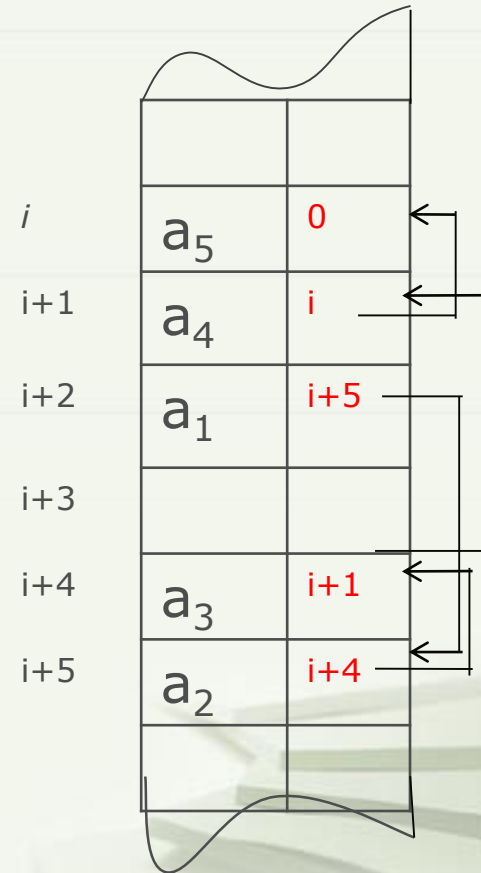 i a₅ 0
i+1 a₄ i
i+2 a₁ i+5
i+3
i+4 a₃ i+1
i+5 a₂ i+4